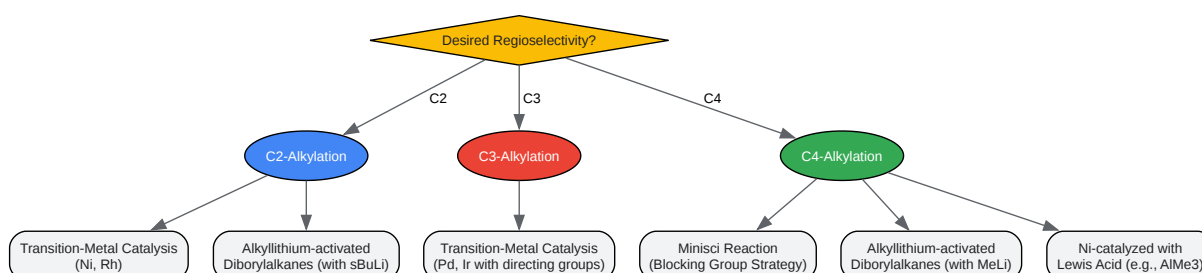 Desired Regioselectivity?
C2
C3
C4
C2-Alkylation
C3-Alkylation
C4-Alkylation
Transition-Metal Catalysis
(Ni, Rh)
Alkyllithium-activated
Diborylalkanes (with sBuLi)
Transition-Metal Catalysis
(Pd, Ir with directing groups)
Minisci Reaction
(Blocking Group Strategy)
Alkyllithium-activated
Diborylalkanes (with MeLi)
Ni-catalyzed with
Lewis Acid (e.g., AlMe3